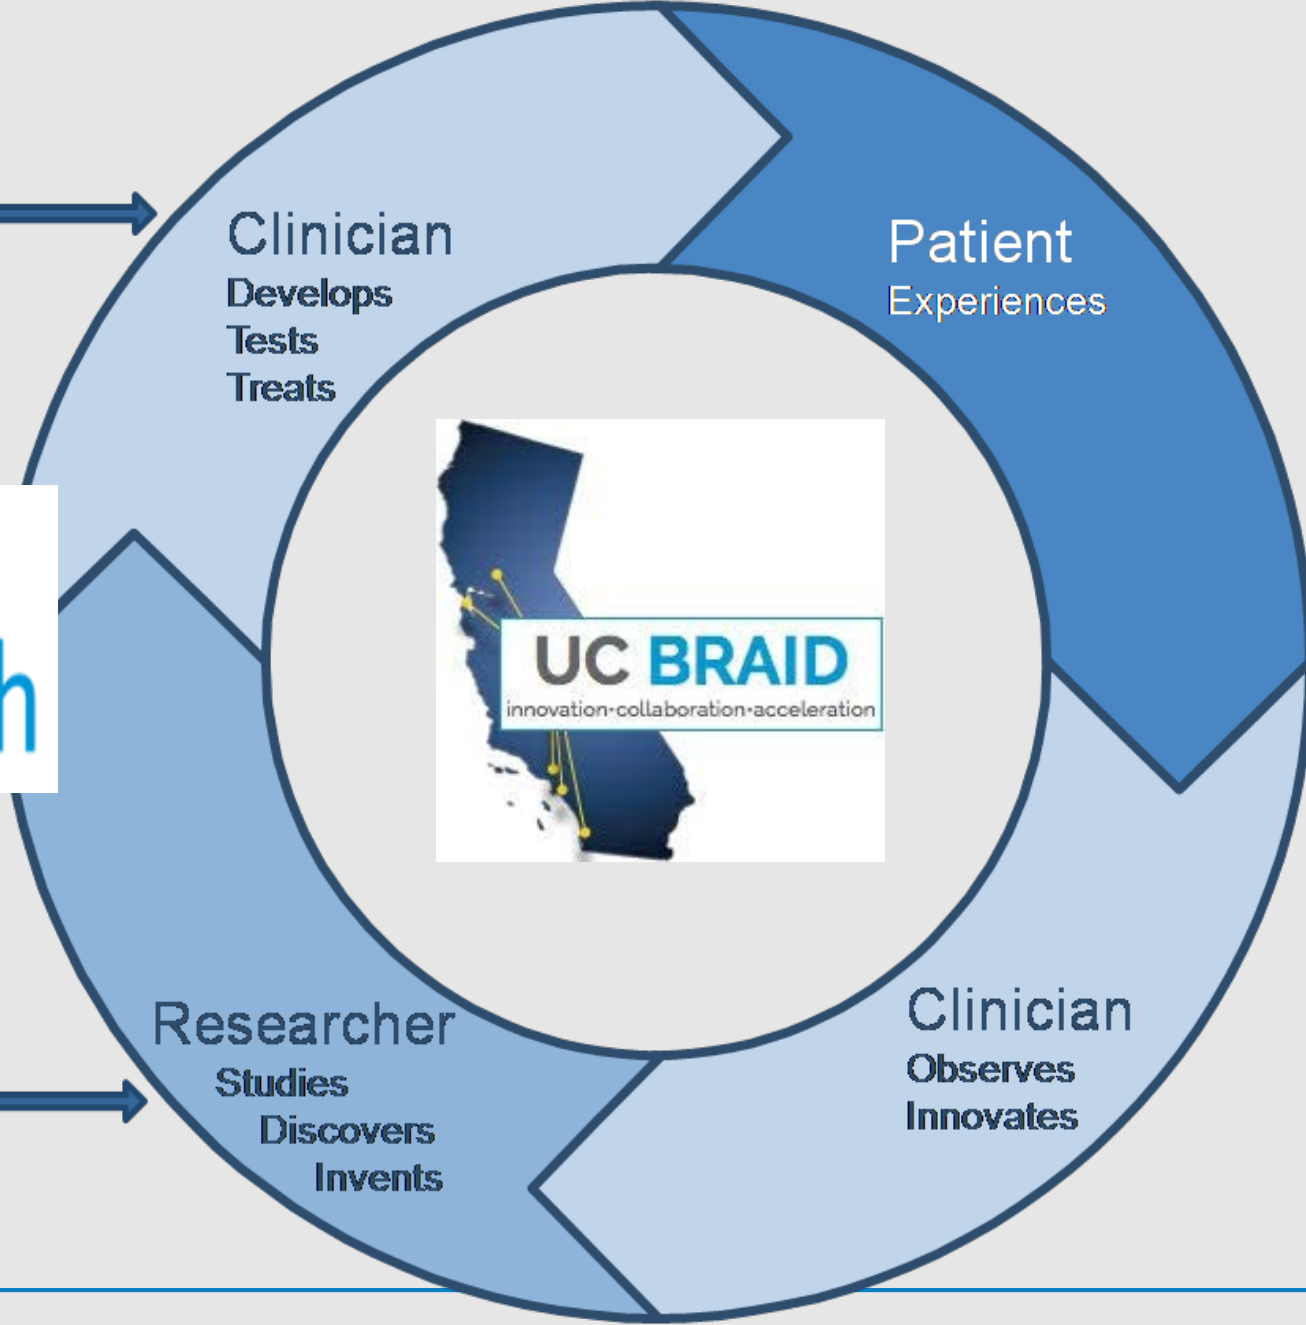 Clinician
Develops
Tests
Treats
Patient
Experiences
UC BRAID
innovation·collaboration·acceleration
h
Researcher
Studies
Discovers
Invents
Clinician
Observes
Innovates